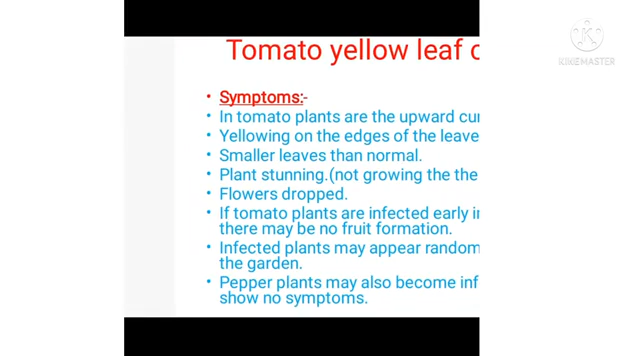 KINEMASTER
Tomato yellow leaf c
• Symptoms:-
• In tomato plants are the upward cur
• Yellowing on the edges of the leave
• Smaller leaves than normal.
• Plant stunning.(not growing the the
• Flowers dropped.
• If tomato plants are infected early in
there may be no fruit formation.
• Infected plants may appear random
the garden.
• Pepper plants may also become inf
show no symptoms.